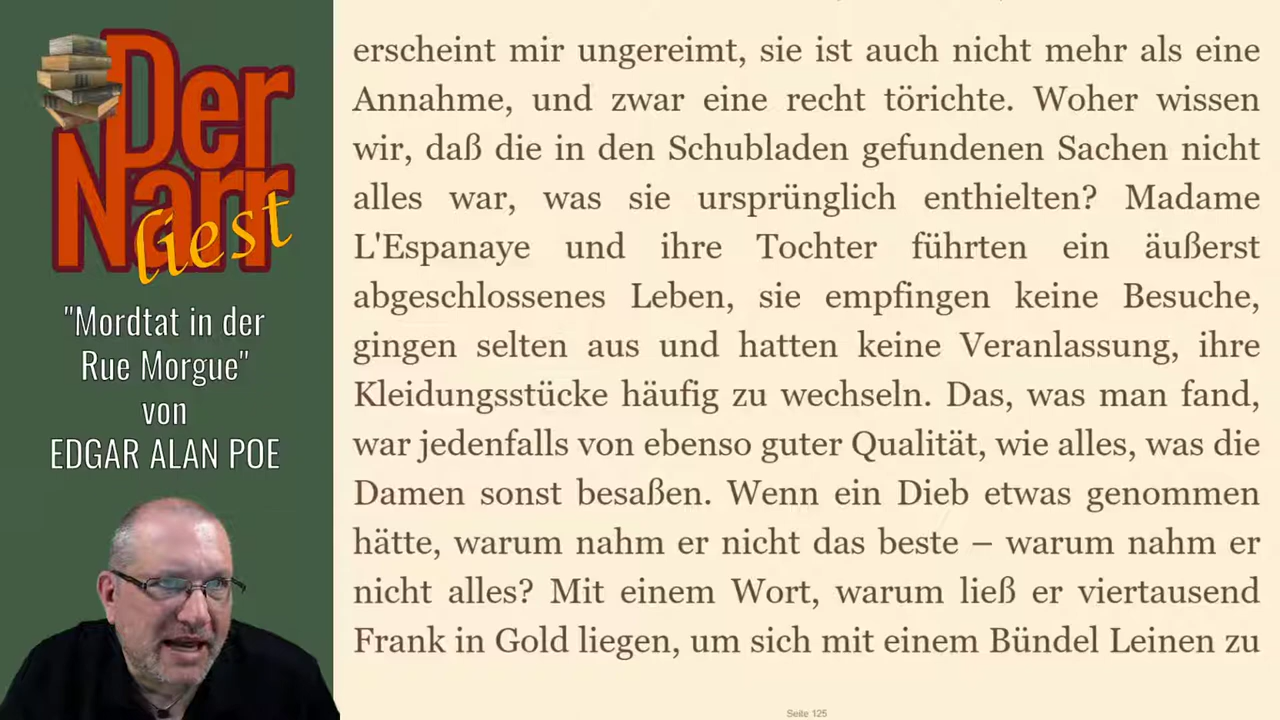 Der
Narr
liest
"Mordtat in der
Rue Morgue"
von
EDGAR ALAN POE
erscheint mir ungereimt, sie ist auch nicht mehr als eine
Annahme, und zwar eine recht törichte. Woher wissen
wir, daß die in den Schubladen gefundenen Sachen nicht
alles war, was sie ursprünglich enthielten? Madame
L'Espanaye und ihre Tochter führten ein äußerst
abgeschlossenes Leben, sie empfingen keine Besuche,
gingen selten aus und hatten keine Veranlassung, ihre
Kleidungsstücke häufig zu wechseln. Das, was man fand,
war jedenfalls von ebenso guter Qualität, wie alles, was die
Damen sonst besaßen. Wenn ein Dieb etwas genommen
hätte, warum nahm er nicht das beste – warum nahm er
nicht alles? Mit einem Wort, warum ließ er viertausend
Frank in Gold liegen, um sich mit einem Bündel Leinen zu
Seite 125